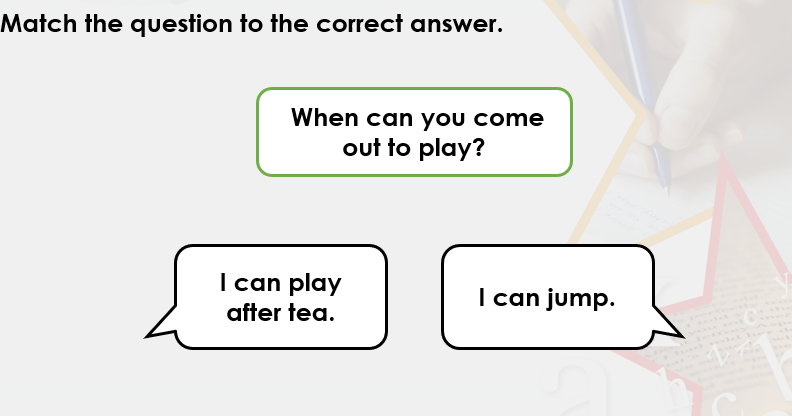 Match the question to the correct answer.
When can you come
out to play?
I can play
after tea.
I can jump.